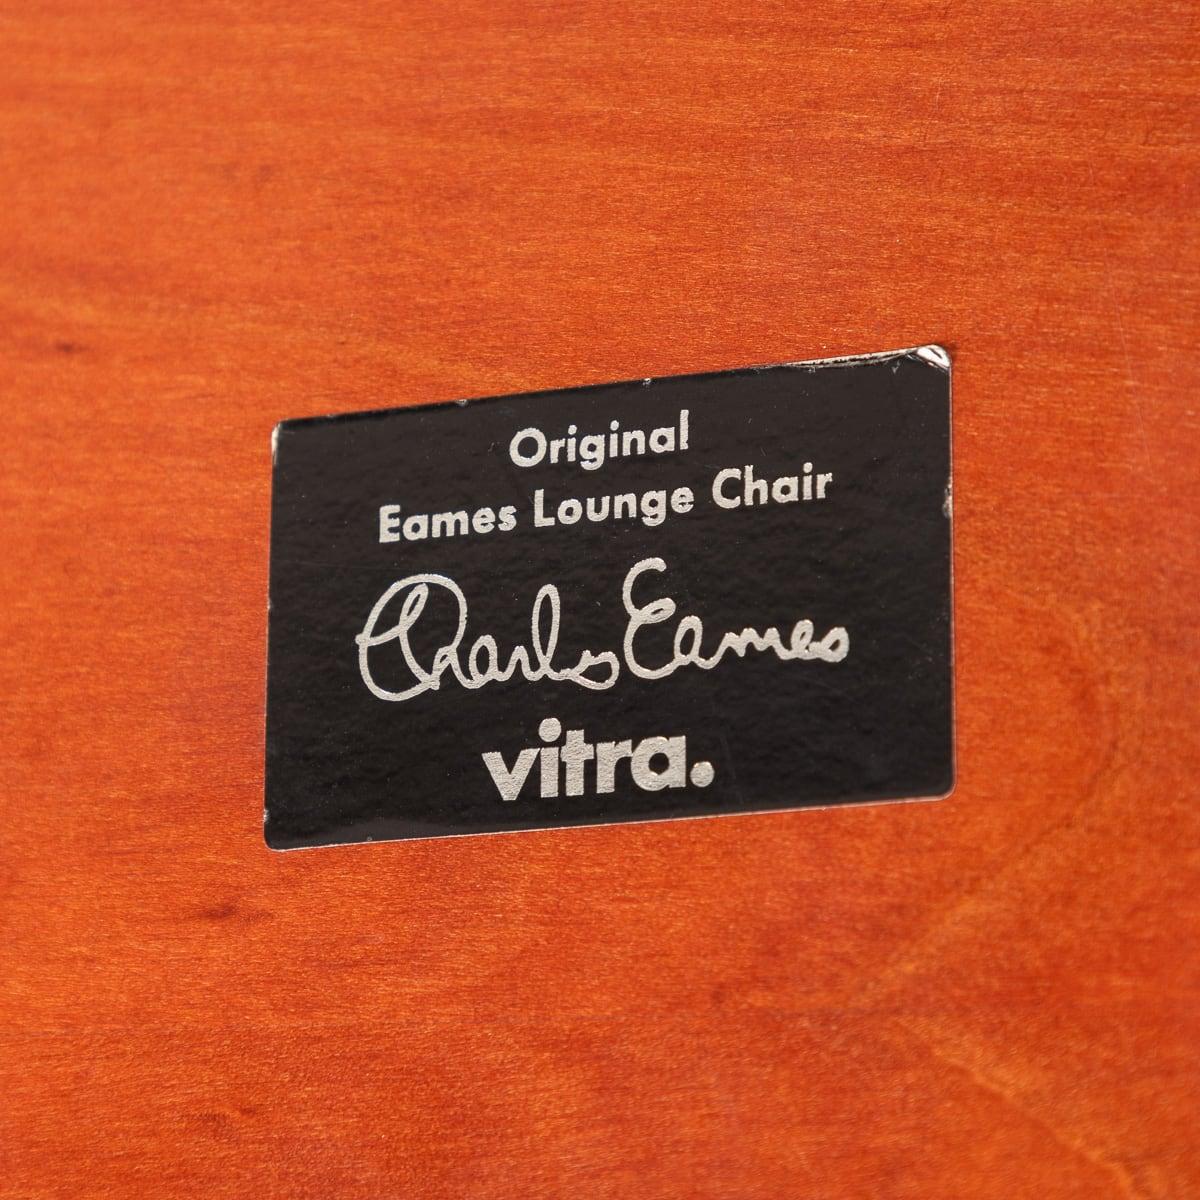 Original
Eames Lounge Chair
Charles Eames
vitra.